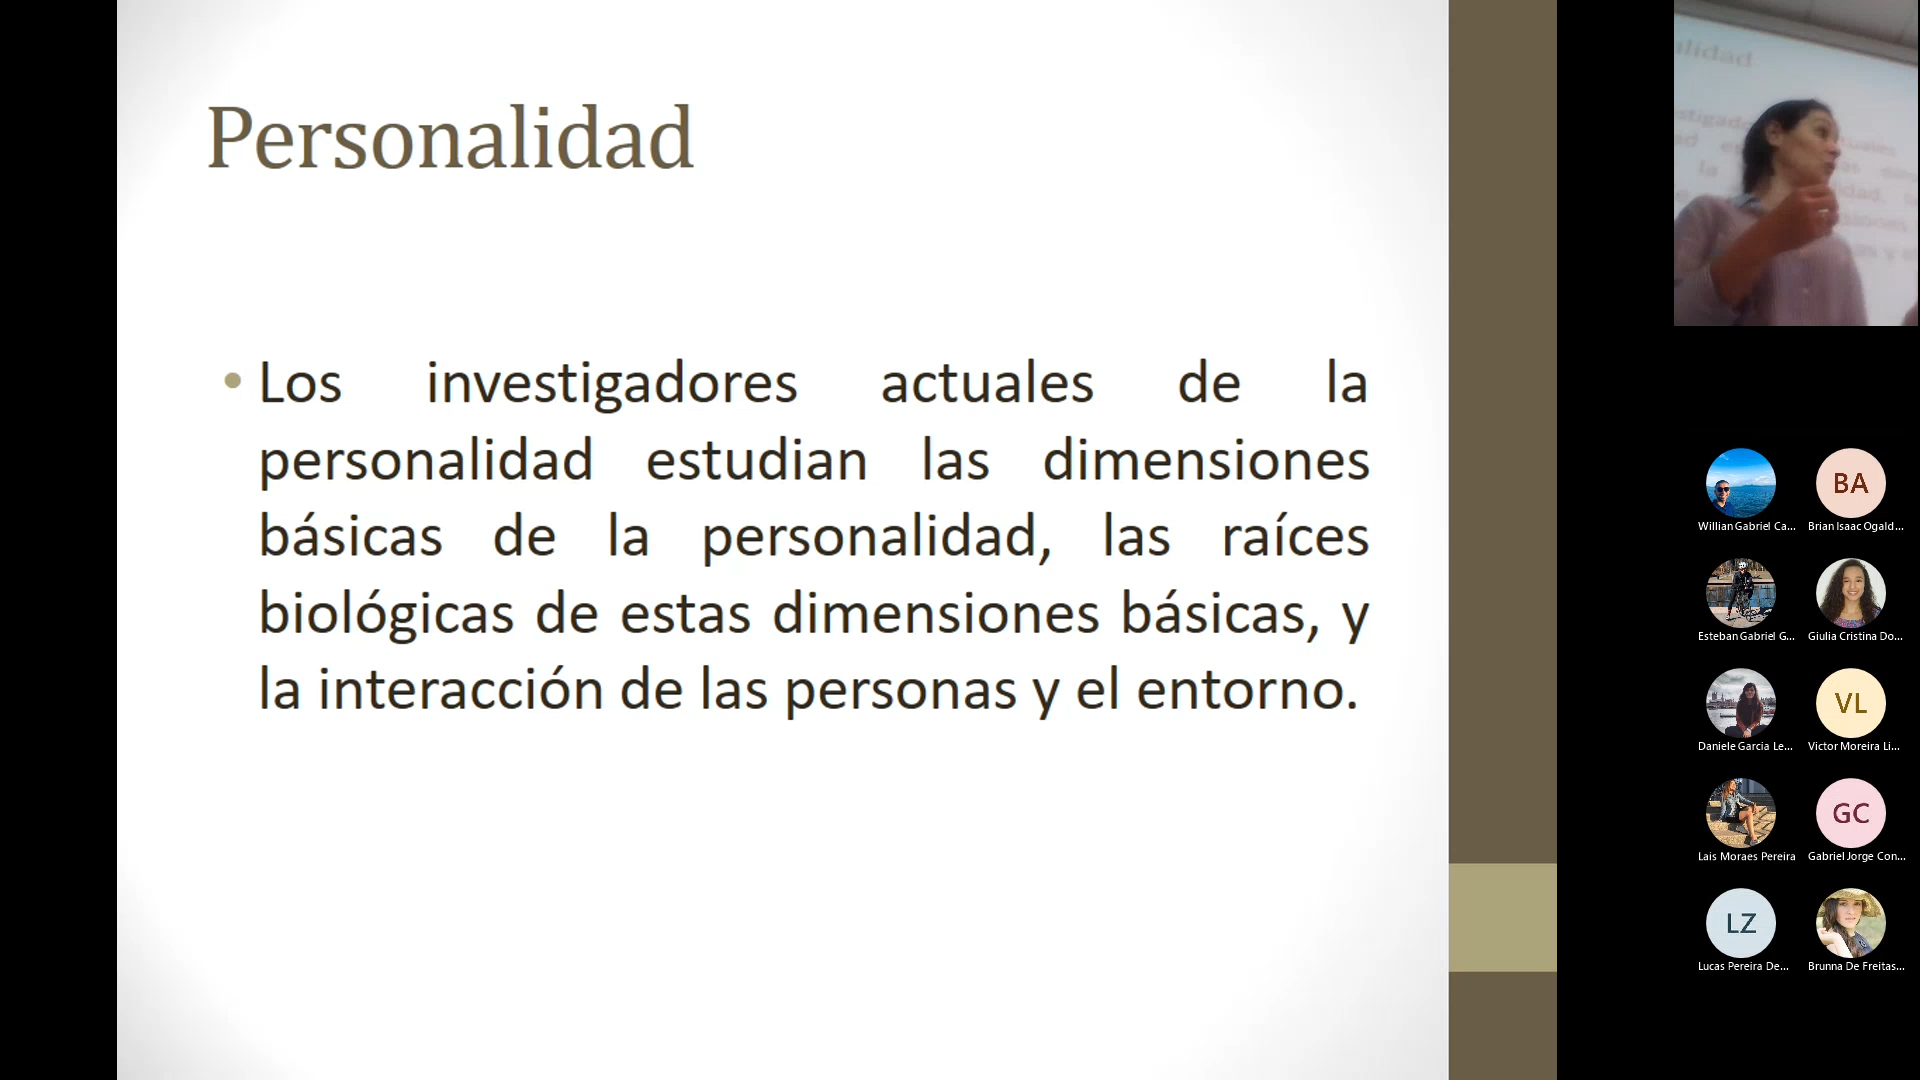 Personalidad
• Los investigadores actuales de la
personalidad estudian las dimensiones
básicas de la personalidad, las raíces
biológicas de estas dimensiones básicas, y
la interacción de las personas y el entorno.
alidad
Willian Gabriel Ca...
BA
Brian Isaac Ogald...
Esteban Gabriel G...
Giulia Cristina Do...
Daniele Garcia Le...
VL
Victor Moreira Li...
Lais Moraes Pereira
GC
Gabriel Jorge Con...
LZ
Lucas Pereira De...
Brunna De Freitas...